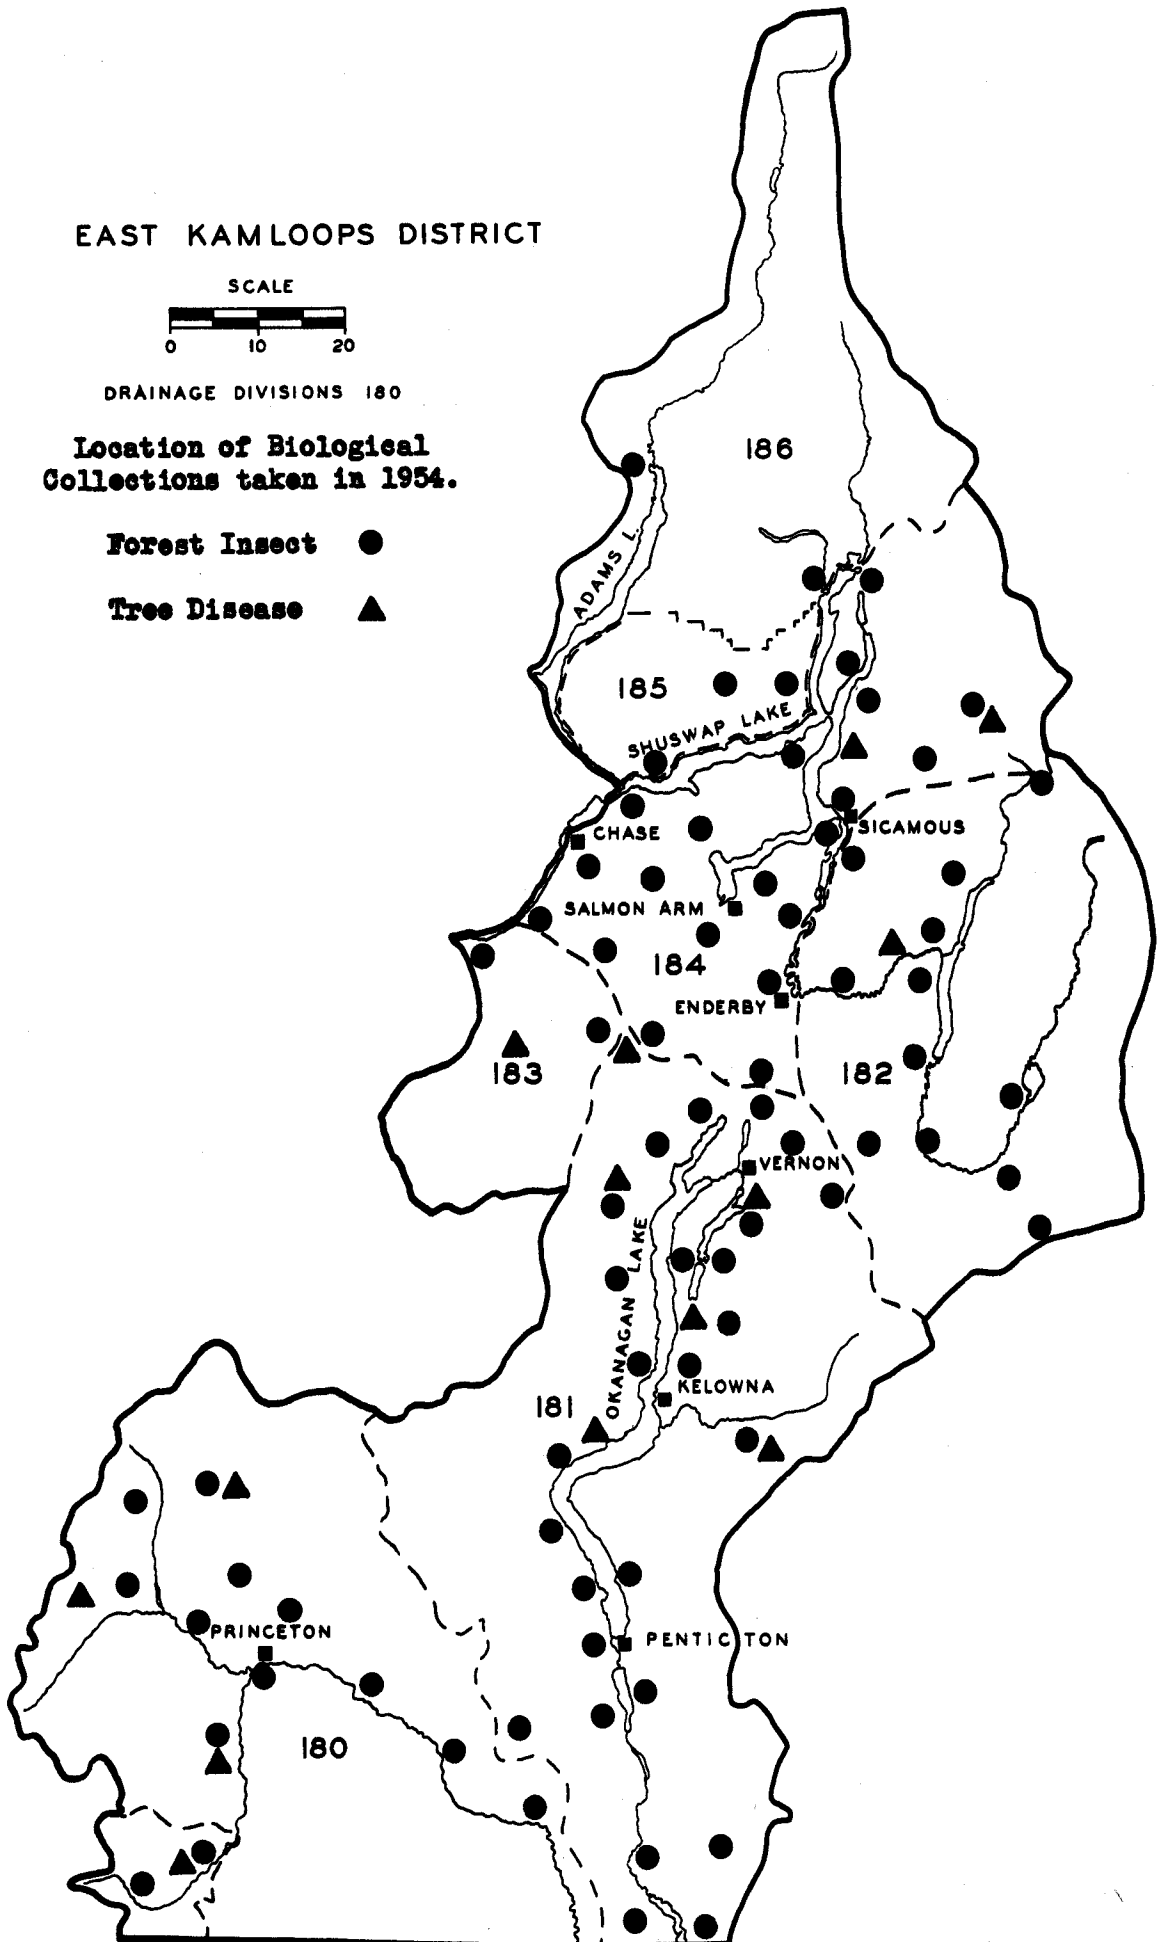 EAST KAMLOOPS DISTRICT
SCALE
0 10 20
DRAINAGE DIVISIONS 180
Location of Biological
Collections taken in 1954.
Forest Insect
Tree Disease
186
ADAMS L.
185
SHUSWAP LAKE
CHASE
SICAMOUS
SALMON ARM
184
ENDERBY
183
182
VERNON
OKANAGAN LAKE
KELOWNA
181
PRINCETON
PENTICTON
180